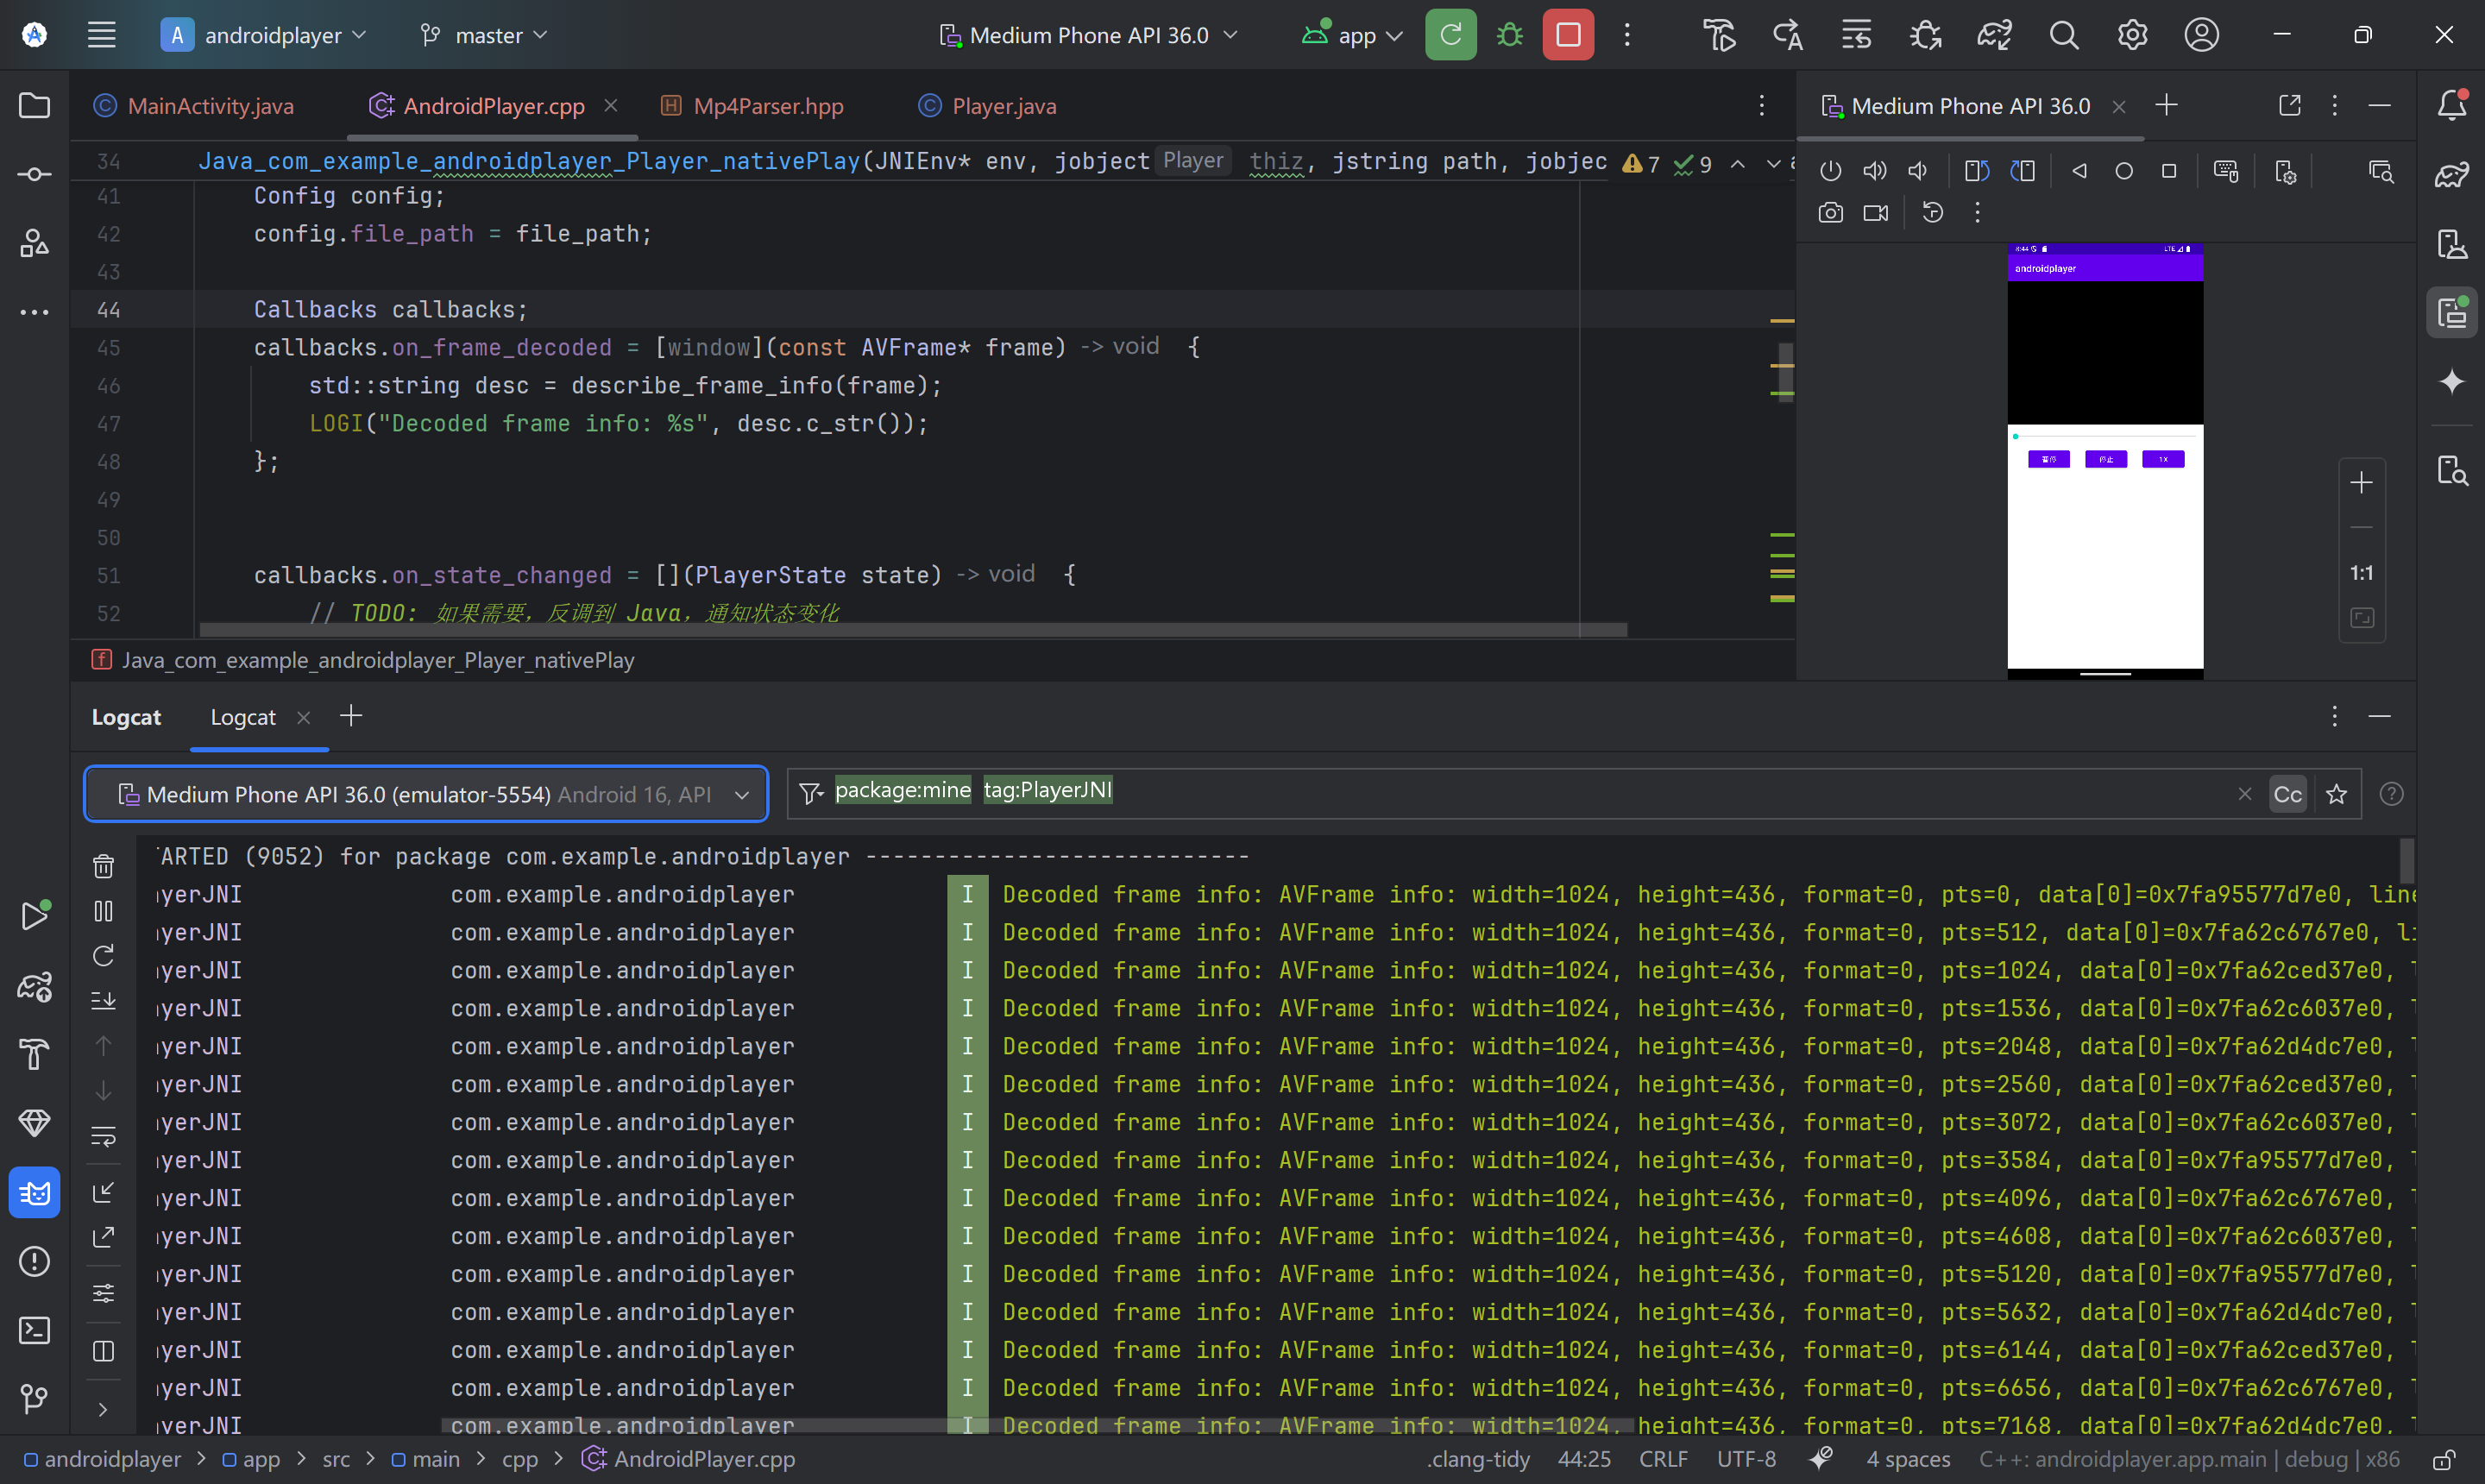 A androidplayer master Medium Phone API 36.0 app
MainActivity.java AndroidPlayer.cpp Mp4Parser.hpp Player.java
34 Java_com_example_androidplayer_Player_nativePlay(JNIEnv* env, jobject Player thiz, jstring path, jobjec 7 9
41 Config config;
42 config.file_path = file_path;
43
44 Callbacks callbacks;
45 callbacks.on_frame_decoded = [window](const AVFrame* frame) -> void {
46 std::string desc = describe_frame_info(frame);
47 LOGI("Decoded frame info: %s", desc.c_str());
48 };
49
50
51 callbacks.on_state_changed = [](PlayerState state) -> void {
52 // TODO: 如果需要，反调到 Java，通知状态变化
Java_com_example_androidplayer_Player_nativePlay
Medium Phone API 36.0
8:44 LTE
androidplayer
暂停 停止 1X
1:1
Logcat Logcat
Medium Phone API 36.0 (emulator-5554) Android 16, API
package:mine tag:PlayerJNI Cc
ARTED (9052) for package com.example.androidplayer ----------------------------
yerJNI com.example.androidplayer I Decoded frame info: AVFrame info: width=1024, height=436, format=0, pts=0, data[0]=0x7fa95577d7e0, line
yerJNI com.example.androidplayer I Decoded frame info: AVFrame info: width=1024, height=436, format=0, pts=512, data[0]=0x7fa62c6767e0, li
yerJNI com.example.androidplayer I Decoded frame info: AVFrame info: width=1024, height=436, format=0, pts=1024, data[0]=0x7fa62ced37e0, l
yerJNI com.example.androidplayer I Decoded frame info: AVFrame info: width=1024, height=436, format=0, pts=1536, data[0]=0x7fa62c6037e0, l
yerJNI com.example.androidplayer I Decoded frame info: AVFrame info: width=1024, height=436, format=0, pts=2048, data[0]=0x7fa62d4dc7e0, l
yerJNI com.example.androidplayer I Decoded frame info: AVFrame info: width=1024, height=436, format=0, pts=2560, data[0]=0x7fa62ced37e0, l
yerJNI com.example.androidplayer I Decoded frame info: AVFrame info: width=1024, height=436, format=0, pts=3072, data[0]=0x7fa62c6037e0, l
yerJNI com.example.androidplayer I Decoded frame info: AVFrame info: width=1024, height=436, format=0, pts=3584, data[0]=0x7fa95577d7e0, l
yerJNI com.example.androidplayer I Decoded frame info: AVFrame info: width=1024, height=436, format=0, pts=4096, data[0]=0x7fa62c6767e0, l
yerJNI com.example.androidplayer I Decoded frame info: AVFrame info: width=1024, height=436, format=0, pts=4608, data[0]=0x7fa62c6037e0, l
yerJNI com.example.androidplayer I Decoded frame info: AVFrame info: width=1024, height=436, format=0, pts=5120, data[0]=0x7fa95577d7e0, l
yerJNI com.example.androidplayer I Decoded frame info: AVFrame info: width=1024, height=436, format=0, pts=5632, data[0]=0x7fa62d4dc7e0, l
yerJNI com.example.androidplayer I Decoded frame info: AVFrame info: width=1024, height=436, format=0, pts=6144, data[0]=0x7fa62ced37e0, l
yerJNI com.example.androidplayer I Decoded frame info: AVFrame info: width=1024, height=436, format=0, pts=6656, data[0]=0x7fa62c6767e0, l
yerJNI com.example.androidplayer I Decoded frame info: AVFrame info: width=1024, height=436, format=0, pts=7168, data[0]=0x7fa62d4dc7e0, l
androidplayer > app > src > main > cpp > AndroidPlayer.cpp .clang-tidy 44:25 CRLF UTF-8 4 spaces C++: androidplayer.app.main | debug | x86